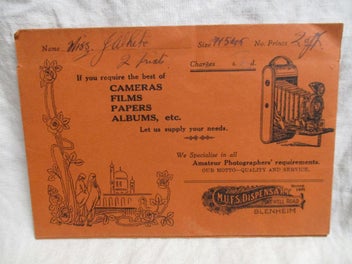 Name Miss J. White Size No. Prints 2
2 prints Charges s. d.
If you require the best of
CAMERAS
FILMS
PAPERS
ALBUMS, etc.
Let us supply your needs.
We Specialise in all
Amateur Photographers' requirements.
OUR MOTTO—QUALITY AND SERVICE.
M.U.F.S. DISPENSARY
ROAD
BLENHEIM